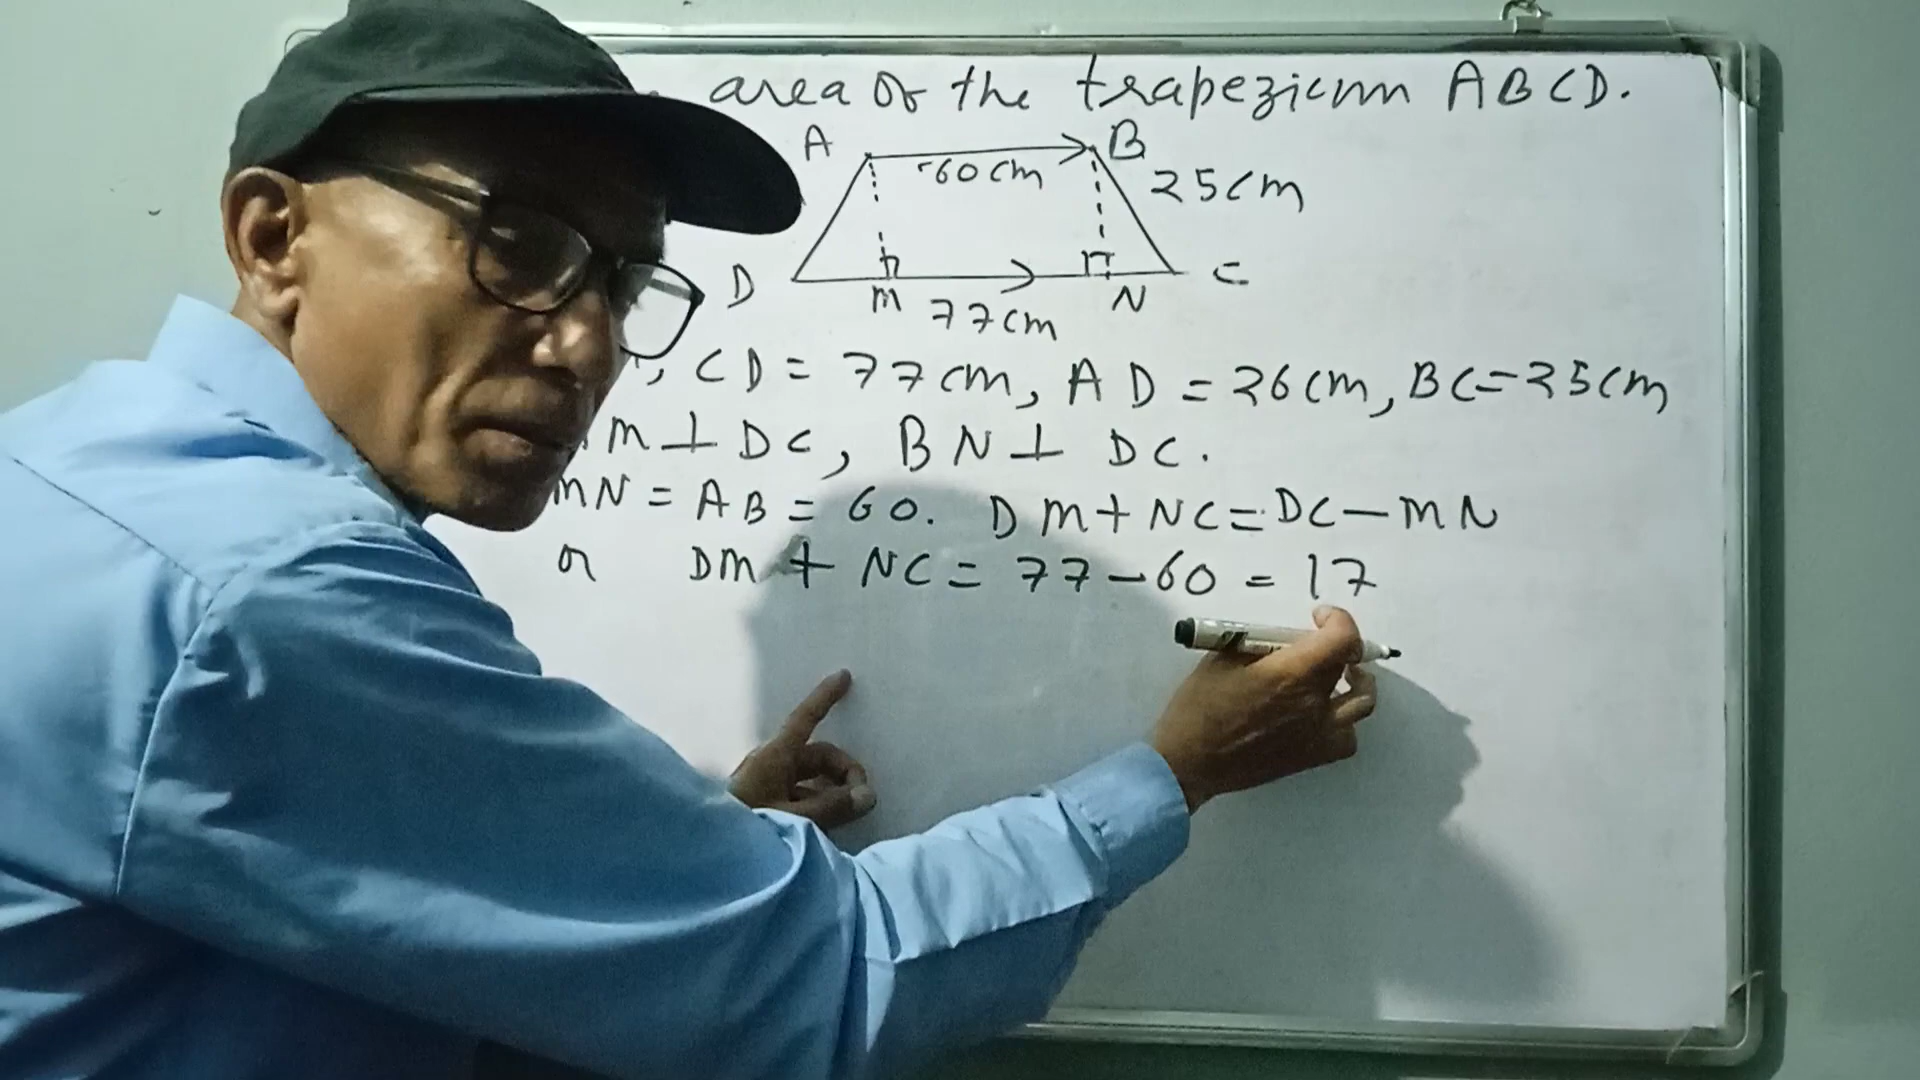 area of the trapezium ABCD.
A B
60cm
25cm
D M N C
77cm
, CD = 77cm, AD = 26cm, BC = 25cm
M ⊥ DC, BN ⊥ DC.
MN = AB = 60. DM + NC = DC - MN
or DM + NC = 77 - 60 = 17